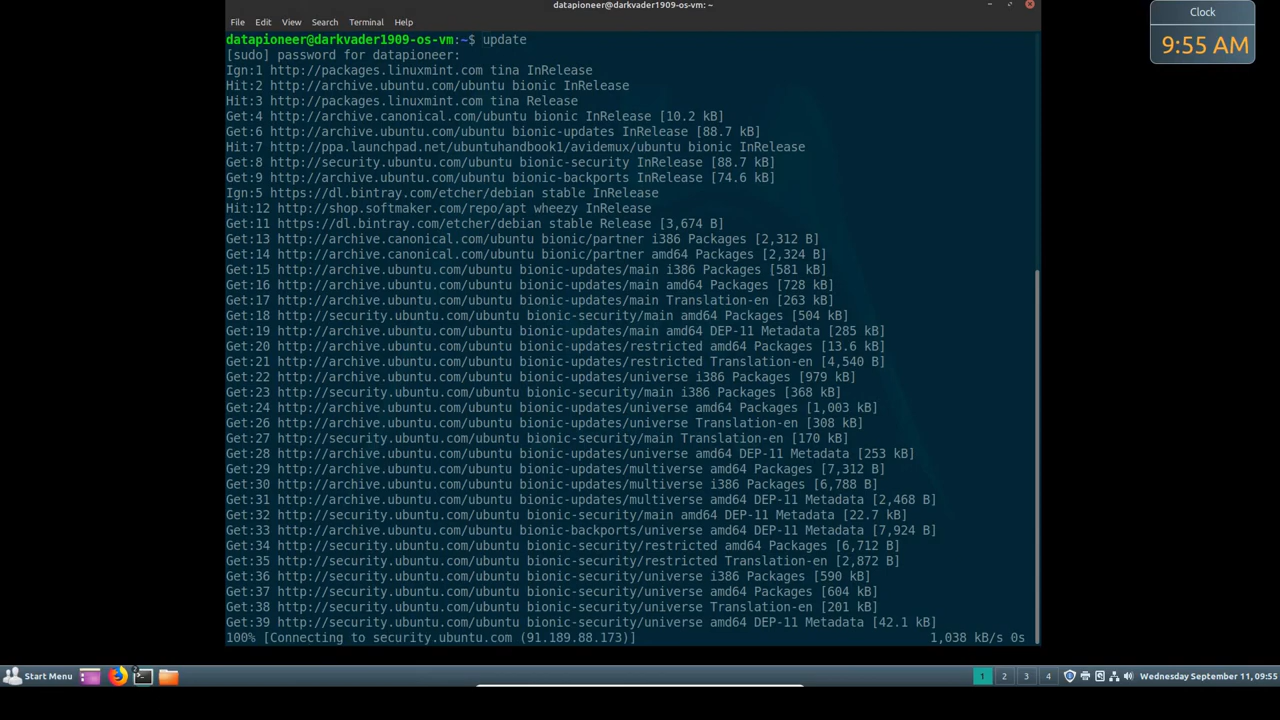 datapioneer@darkvader1909-os-vm: ~
Clock
File Edit View Search Terminal Help
9:55 AM
datapioneer@darkvader1909-os-vm:~$ update
[sudo] password for datapioneer:
Ign:1 http://packages.linuxmint.com tina InRelease
Hit:2 http://archive.ubuntu.com/ubuntu bionic InRelease
Hit:3 http://packages.linuxmint.com tina Release
Get:4 http://archive.canonical.com/ubuntu bionic InRelease [10.2 kB]
Get:6 http://archive.ubuntu.com/ubuntu bionic-updates InRelease [88.7 kB]
Hit:7 http://ppa.launchpad.net/ubuntuhandbook1/avidemux/ubuntu bionic InRelease
Get:8 http://security.ubuntu.com/ubuntu bionic-security InRelease [88.7 kB]
Get:9 http://archive.ubuntu.com/ubuntu bionic-backports InRelease [74.6 kB]
Ign:5 https://dl.bintray.com/etcher/debian stable InRelease
Hit:12 http://shop.softmaker.com/repo/apt wheezy InRelease
Get:11 https://dl.bintray.com/etcher/debian stable Release [3,674 B]
Get:13 http://archive.canonical.com/ubuntu bionic/partner i386 Packages [2,312 B]
Get:14 http://archive.canonical.com/ubuntu bionic/partner amd64 Packages [2,324 B]
Get:15 http://archive.ubuntu.com/ubuntu bionic-updates/main i386 Packages [581 kB]
Get:16 http://archive.ubuntu.com/ubuntu bionic-updates/main amd64 Packages [728 kB]
Get:17 http://archive.ubuntu.com/ubuntu bionic-updates/main Translation-en [263 kB]
Get:18 http://security.ubuntu.com/ubuntu bionic-security/main amd64 Packages [504 kB]
Get:19 http://archive.ubuntu.com/ubuntu bionic-updates/main amd64 DEP-11 Metadata [285 kB]
Get:20 http://archive.ubuntu.com/ubuntu bionic-updates/restricted amd64 Packages [13.6 kB]
Get:21 http://archive.ubuntu.com/ubuntu bionic-updates/restricted Translation-en [4,540 B]
Get:22 http://archive.ubuntu.com/ubuntu bionic-updates/universe i386 Packages [979 kB]
Get:23 http://security.ubuntu.com/ubuntu bionic-security/main i386 Packages [368 kB]
Get:24 http://archive.ubuntu.com/ubuntu bionic-updates/universe amd64 Packages [1,003 kB]
Get:26 http://archive.ubuntu.com/ubuntu bionic-updates/universe Translation-en [308 kB]
Get:27 http://security.ubuntu.com/ubuntu bionic-security/main Translation-en [170 kB]
Get:28 http://archive.ubuntu.com/ubuntu bionic-updates/universe amd64 DEP-11 Metadata [253 kB]
Get:29 http://archive.ubuntu.com/ubuntu bionic-updates/multiverse amd64 Packages [7,312 B]
Get:30 http://archive.ubuntu.com/ubuntu bionic-updates/multiverse i386 Packages [6,788 B]
Get:31 http://archive.ubuntu.com/ubuntu bionic-updates/multiverse amd64 DEP-11 Metadata [2,468 B]
Get:32 http://security.ubuntu.com/ubuntu bionic-security/main amd64 DEP-11 Metadata [22.7 kB]
Get:33 http://archive.ubuntu.com/ubuntu bionic-backports/universe amd64 DEP-11 Metadata [7,924 B]
Get:34 http://security.ubuntu.com/ubuntu bionic-security/restricted amd64 Packages [6,712 B]
Get:35 http://security.ubuntu.com/ubuntu bionic-security/restricted Translation-en [2,872 B]
Get:36 http://security.ubuntu.com/ubuntu bionic-security/universe i386 Packages [590 kB]
Get:37 http://security.ubuntu.com/ubuntu bionic-security/universe amd64 Packages [604 kB]
Get:38 http://security.ubuntu.com/ubuntu bionic-security/universe Translation-en [201 kB]
Get:39 http://security.ubuntu.com/ubuntu bionic-security/universe amd64 DEP-11 Metadata [42.1 kB]
100% [Connecting to security.ubuntu.com (91.189.88.173)] 1,038 kB/s 0s
Start Menu 2 1 2 3 4 Wednesday September 11, 09:55